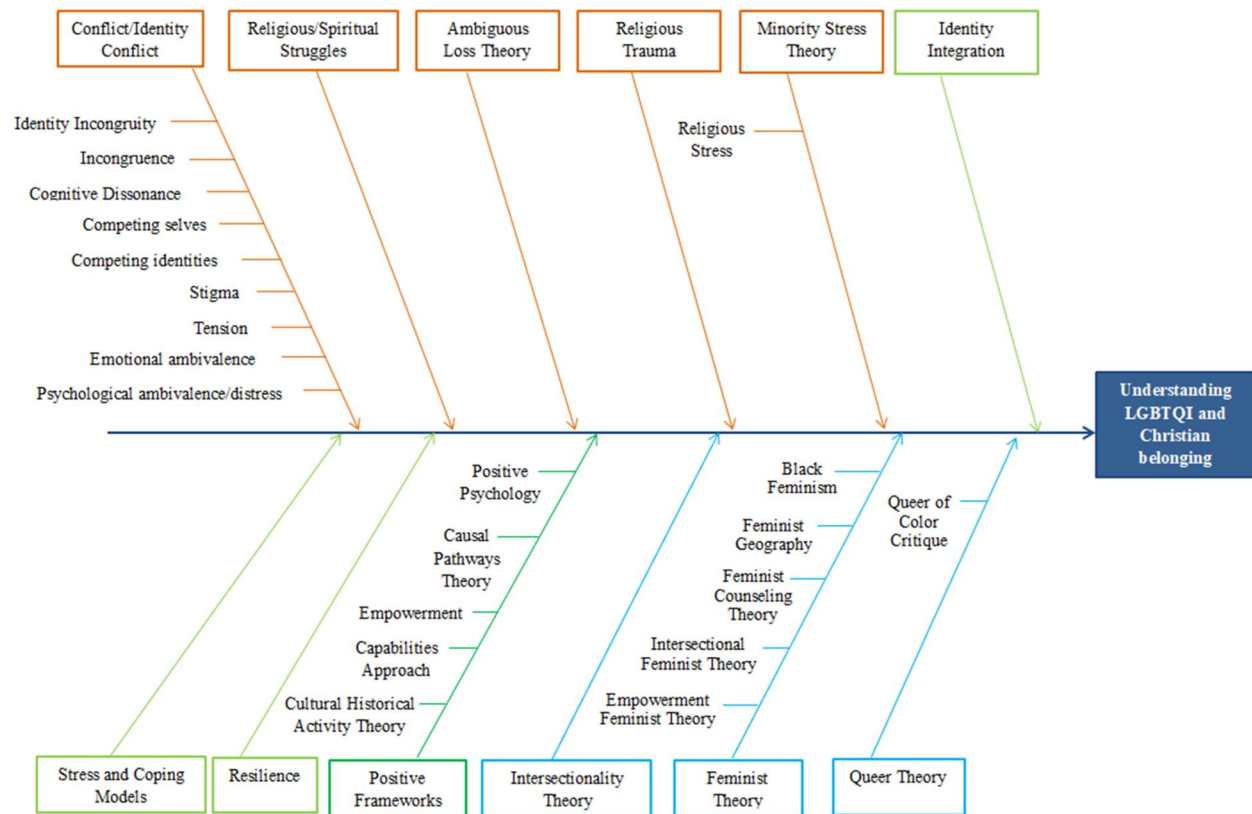 Conflict/Identity
Conflict
Religious/Spiritual
Struggles
Ambiguous
Loss Theory
Religious
Trauma
Minority Stress
Theory
Identity
Integration
Identity Incongruity
Incongruence
Cognitive Dissonance
Competing selves
Competing identities
Stigma
Tension
Emotional ambivalence
Psychological ambivalence/distress
Religious
Stress
Understanding
LGBTQI and
Christian
belonging
Positive
Psychology
Causal
Pathways
Theory
Empowerment
Capabilities
Approach
Cultural Historical
Activity Theory
Black
Feminism
Feminist
Geography
Feminist
Counseling
Theory
Intersectional
Feminist Theory
Empowerment
Feminist Theory
Queer of
Color
Critique
Stress and Coping
Models
Resilience
Positive
Frameworks
Intersectionality
Theory
Feminist
Theory
Queer Theory